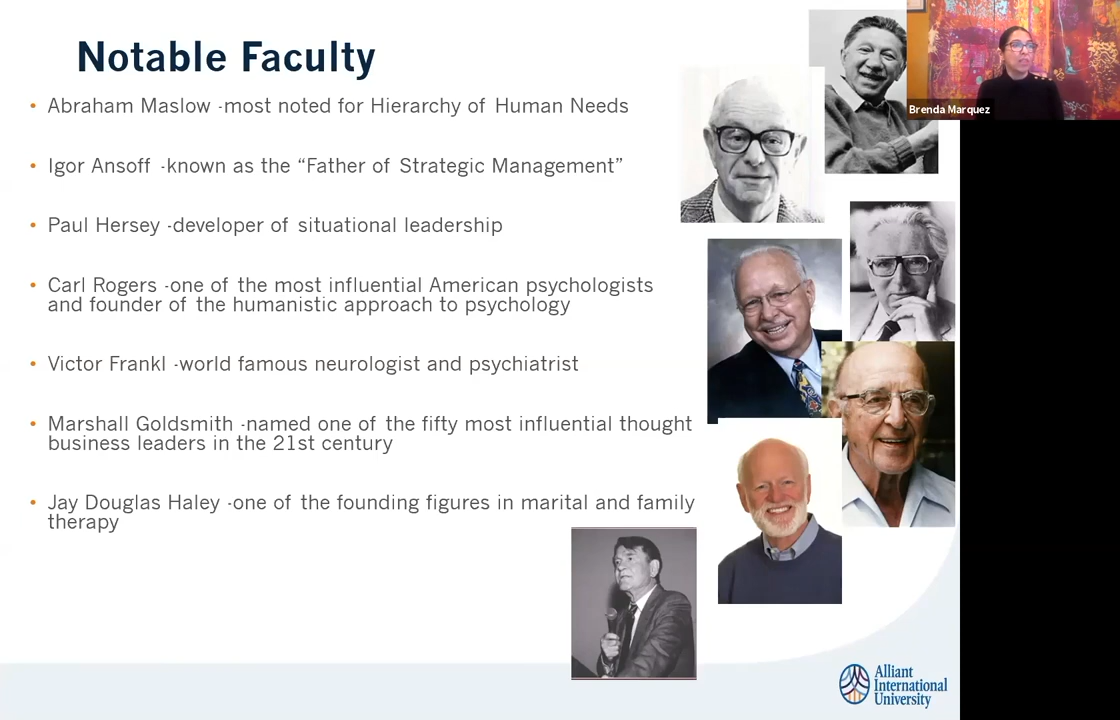 Notable Faculty
• Abraham Maslow -most noted for Hierarchy of Human Needs
• Igor Ansoff -known as the “Father of Strategic Management”
• Paul Hersey -developer of situational leadership
• Carl Rogers -one of the most influential American psychologists
and founder of the humanistic approach to psychology
• Victor Frankl -world famous neurologist and psychiatrist
• Marshall Goldsmith -named one of the fifty most influential thought
business leaders in the 21st century
• Jay Douglas Haley -one of the founding figures in marital and family
therapy
Brenda Marquez
Alliant
International
University